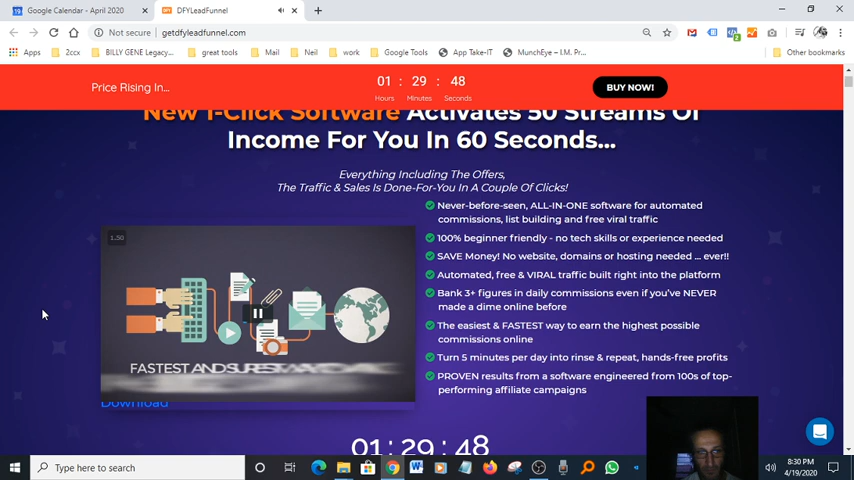 Google Calendar - April 2020
DFYLeadFunnel.com
Not secure
getdfyleadfunnel.com
Apps
2ccx
BILLY GENE Legacy...
great tools
Mail
Neil
work
Google Tools
App Take-IT
MunchEye – I.M. Pr...
Other bookmarks
Price Rising In...
01 : 29 : 48
Hours Minutes Seconds
BUY NOW!
New 1-Click Software Activates 50 Streams Of
Income For You In 60 Seconds...
Everything Including The Offers,
The Traffic & Sales Is Done-For-You In A Couple Of Clicks!
Never-before-seen, ALL-IN-ONE software for automated
commissions, list building and free viral traffic
100% beginner friendly - no tech skills or experience needed
SAVE Money! No website, domains or hosting needed ... ever!!
Automated, free & VIRAL traffic built right into the platform
Bank 3+ figures in daily commissions even if you've NEVER
made a dime online before
The easiest & FASTEST way to earn the highest possible
commissions online
Turn 5 minutes per day into rinse & repeat, hands-free profits
PROVEN results from a software engineered from 100s of top-
performing affiliate campaigns
1.50
FASTEST AND SUREST WAY
Download
01 : 29 : 48
Type here to search
8:30 PM
4/19/2020